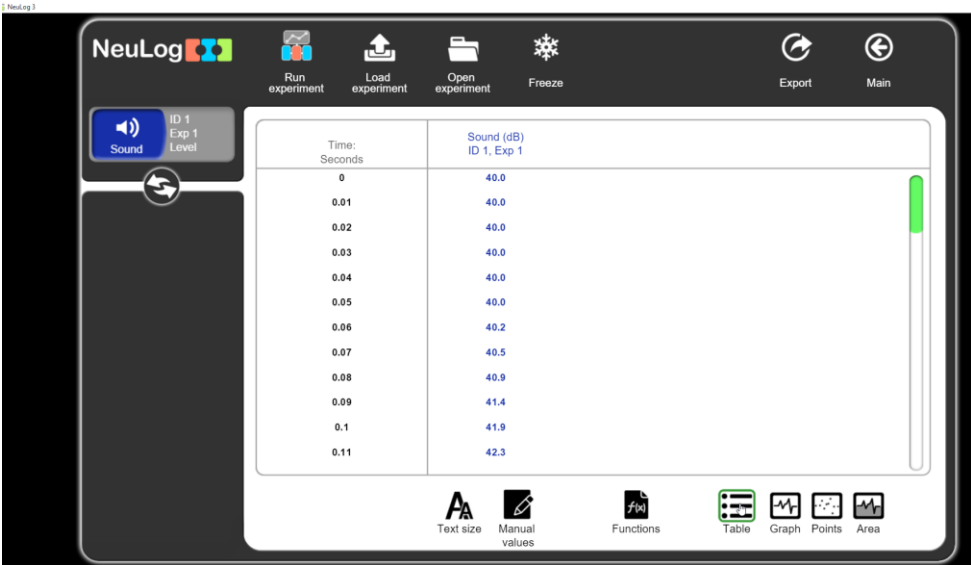 NeuLog 3
NeuLog
Run experiment
Load experiment
Open experiment
Freeze
Export
Main
Sound
ID 1
Exp 1
Level
Time:
Seconds
Sound (dB)
ID 1, Exp 1
0 40.0
0.01 40.0
0.02 40.0
0.03 40.0
0.04 40.0
0.05 40.0
0.06 40.2
0.07 40.5
0.08 40.9
0.09 41.4
0.1 41.9
0.11 42.3
AA
Text size
Manual
values
f(x)
Functions
Table
Graph
Points
Area